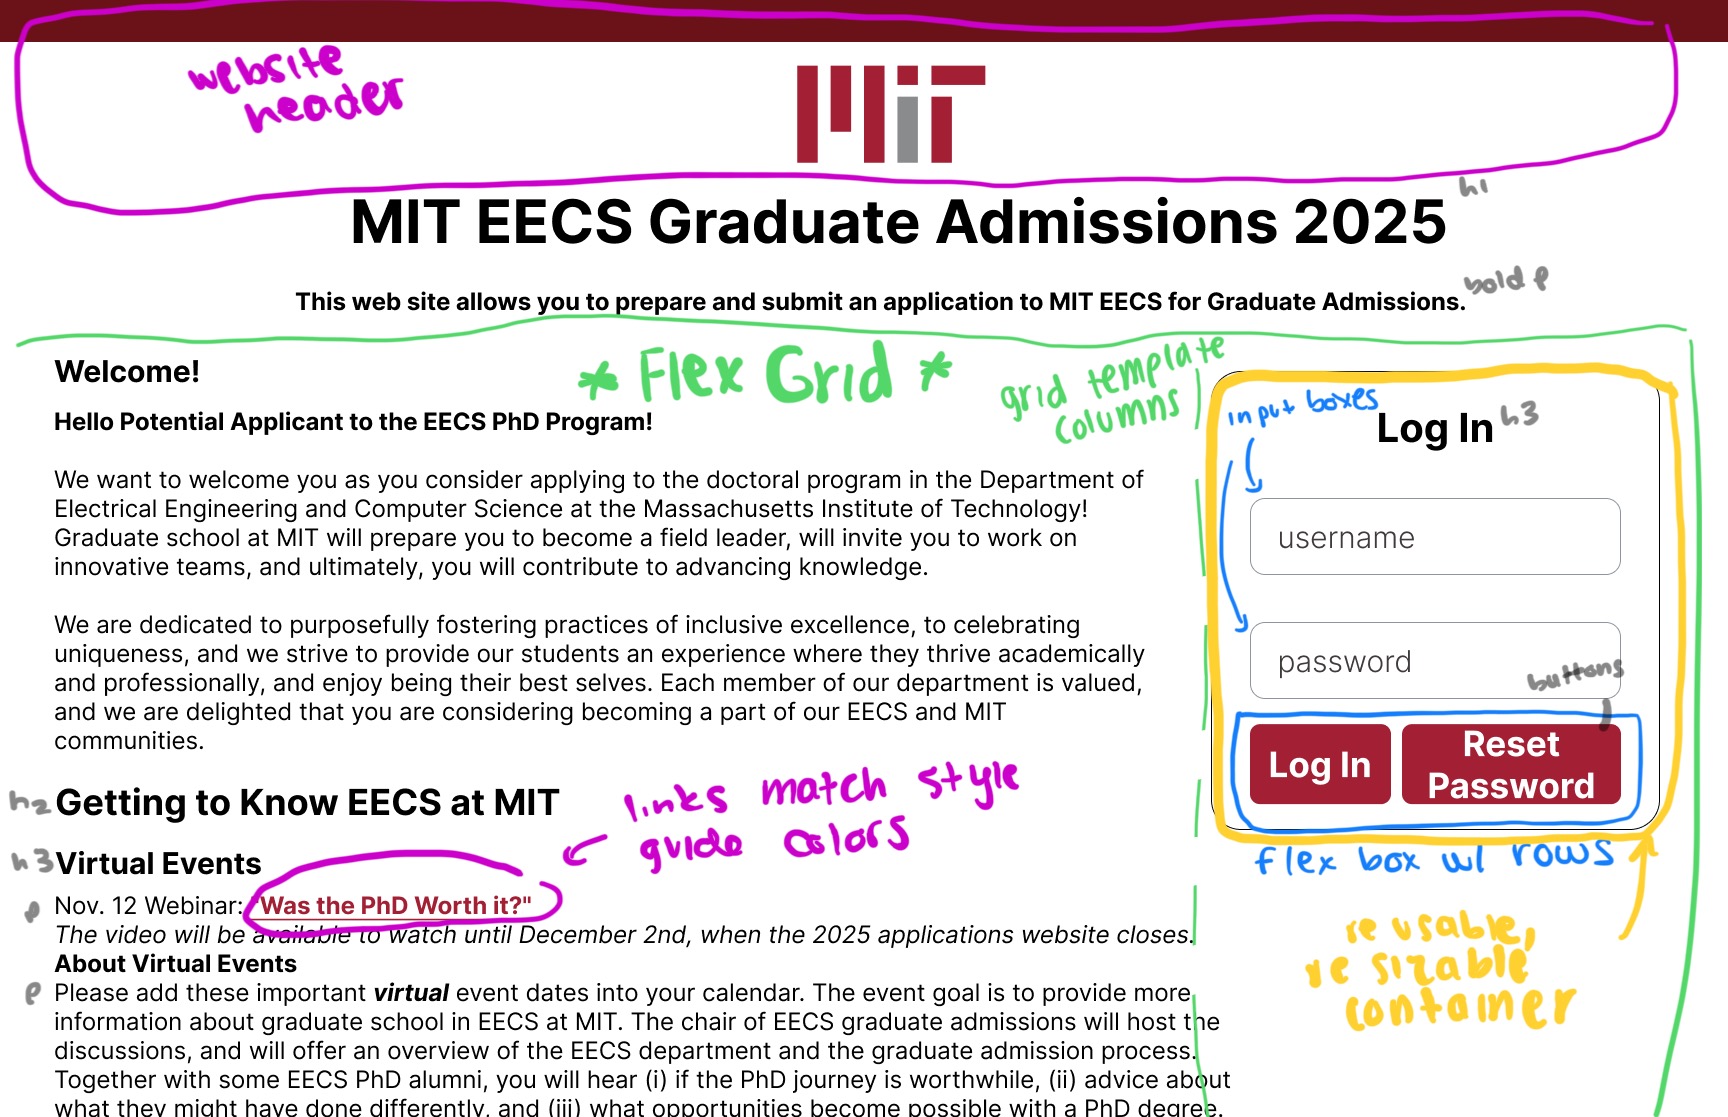 website
header
MIT
MIT EECS Graduate Admissions 2025
h1
This web site allows you to prepare and submit an application to MIT EECS for Graduate Admissions.
bold p
* Flex Grid *
grid template
columns
Welcome!
Hello Potential Applicant to the EECS PhD Program!
We want to welcome you as you consider applying to the doctoral program in the Department of
Electrical Engineering and Computer Science at the Massachusetts Institute of Technology!
Graduate school at MIT will prepare you to become a field leader, will invite you to work on
innovative teams, and ultimately, you will contribute to advancing knowledge.
We are dedicated to purposefully fostering practices of inclusive excellence, to celebrating
uniqueness, and we strive to provide our students an experience where they thrive academically
and professionally, and enjoy being their best selves. Each member of our department is valued,
and we are delighted that you are considering becoming a part of our EECS and MIT
communities.
h2
Getting to Know EECS at MIT
links match style
guide colors
h3
Virtual Events
p
Nov. 12 Webinar: "Was the PhD Worth it?"
The video will be available to watch until December 2nd, when the 2025 applications website closes.
About Virtual Events
p
Please add these important virtual event dates into your calendar. The event goal is to provide more
information about graduate school in EECS at MIT. The chair of EECS graduate admissions will host the
discussions, and will offer an overview of the EECS department and the graduate admission process.
Together with some EECS PhD alumni, you will hear (i) if the PhD journey is worthwhile, (ii) advice about
what they might have done differently, and (iii) what opportunities become possible with a PhD degree.
input boxes
Log In
h3
username
password
buttons
Log In
Reset
Password
flex box w/ rows
reusable,
resizable
container